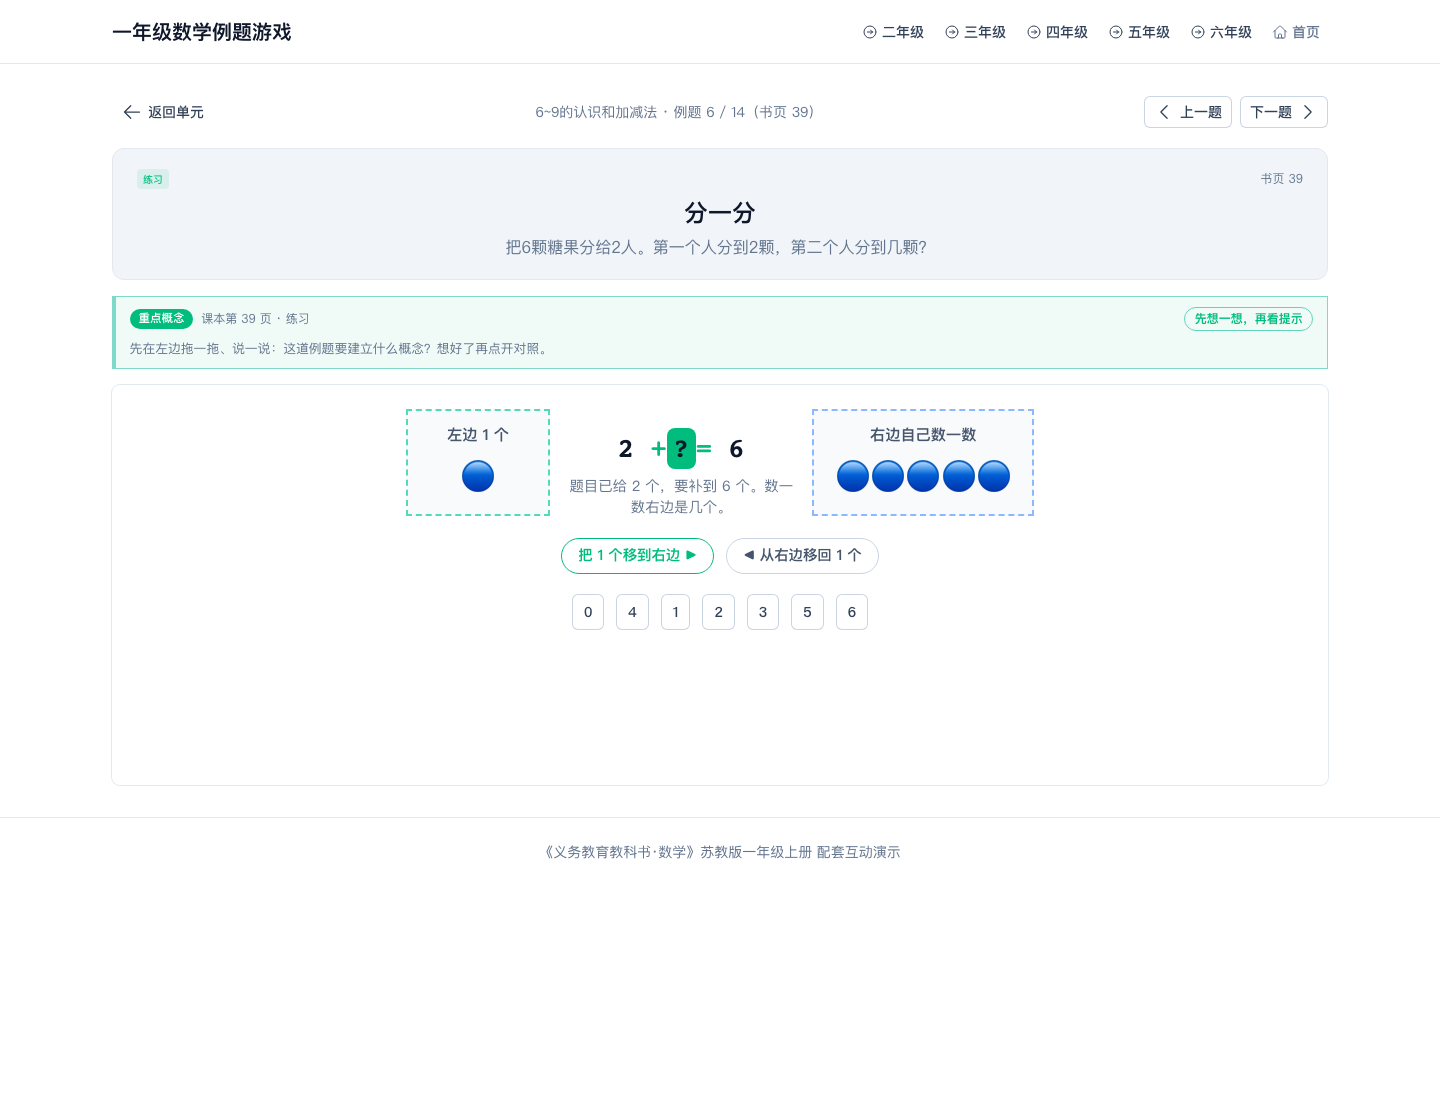 一年级数学例题游戏
二年级 三年级 四年级 五年级 六年级 首页
返回单元
6~9的认识和加减法 · 例题 6 / 14（书页 39）
上一题 下一题
练习
书页 39
分一分
把6颗糖果分给2人。第一个人分到2颗，第二个人分到几颗？
重点概念 课本第 39 页 · 练习
先想一想，再看提示
先在左边拖一拖、说一说：这道例题要建立什么概念？想好了再点开对照。
左边 1 个
2 + ? = 6
题目已给 2 个，要补到 6 个。数一
数右边是几个。
右边自己数一数
把 1 个移到右边 ▶
◀ 从右边移回 1 个
0 4 1 2 3 5 6
《义务教育教科书·数学》苏教版一年级上册 配套互动演示